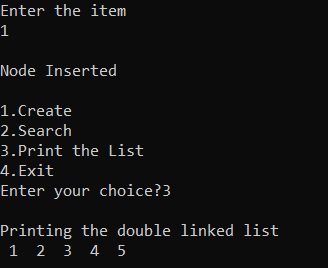 Enter the item
1
Node Inserted
1.Create
2.Search
3.Print the List
4.Exit
Enter your choice?3
Printing the double linked list
1 2 3 4 5